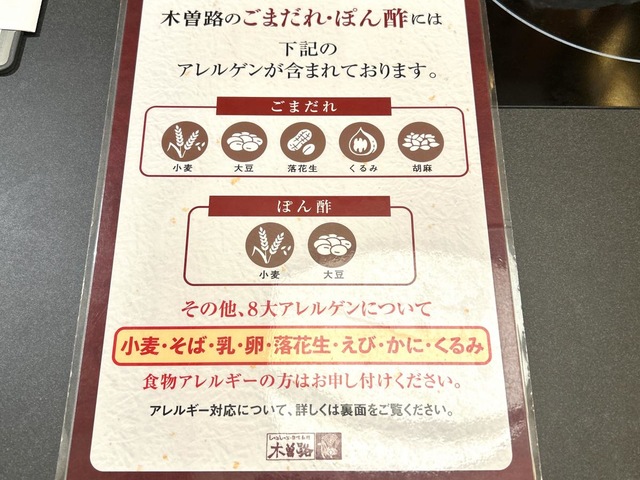 木曽路のごまだれ・ぽん酢には
下記の
アレルゲンが含まれております。
ごまだれ
小麦 大豆 落花生 くるみ 胡麻
ぽん酢
小麦 大豆
その他、8大アレルゲンについて
小麦・そば・乳・卵・落花生・えび・かに・くるみ
食物アレルギーの方はお申し付けください。
アレルギー対応について、詳しくは裏面をご覧ください。
木曽路